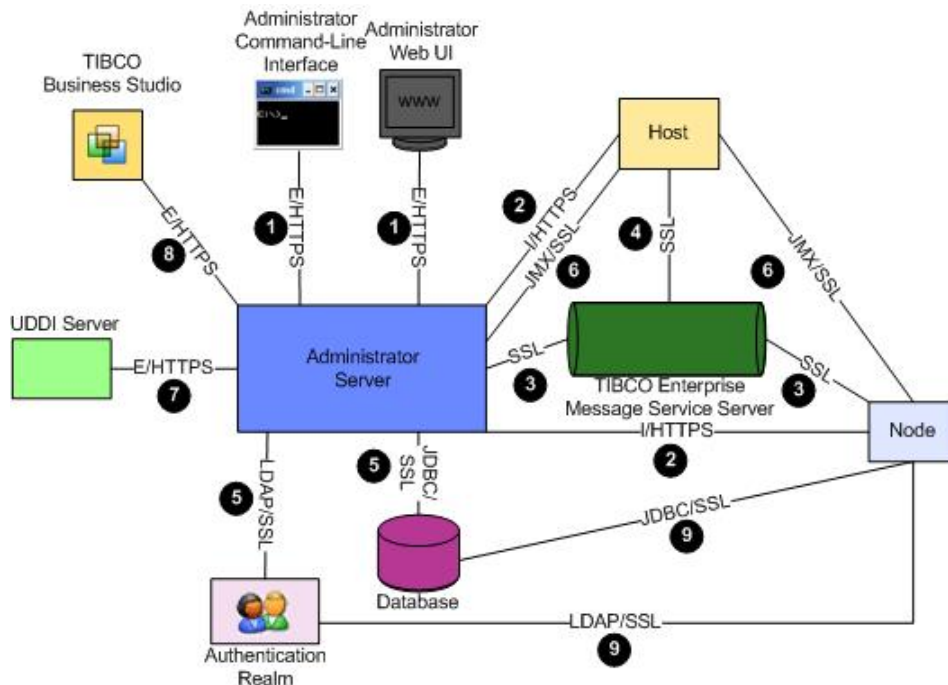 Administrator
Command-Line
Interface
Administrator
Web UI
TIBCO
Business Studio
cmd
C:\>_
WWW
Host
E/HTTPS
8
E/HTTPS
1
E/HTTPS
1
I/HTTPS
2
JMX/SSL
6
SSL
4
JMX/SSL
6
UDDI Server
E/HTTPS
7
Administrator
Server
SSL
3
TIBCO Enterprise
Message Service Server
SSL
3
Node
I/HTTPS
2
LDAP/SSL
5
JDBC/
SSL
5
JDBC/SSL
9
Database
LDAP/SSL
9
Authentication
Realm